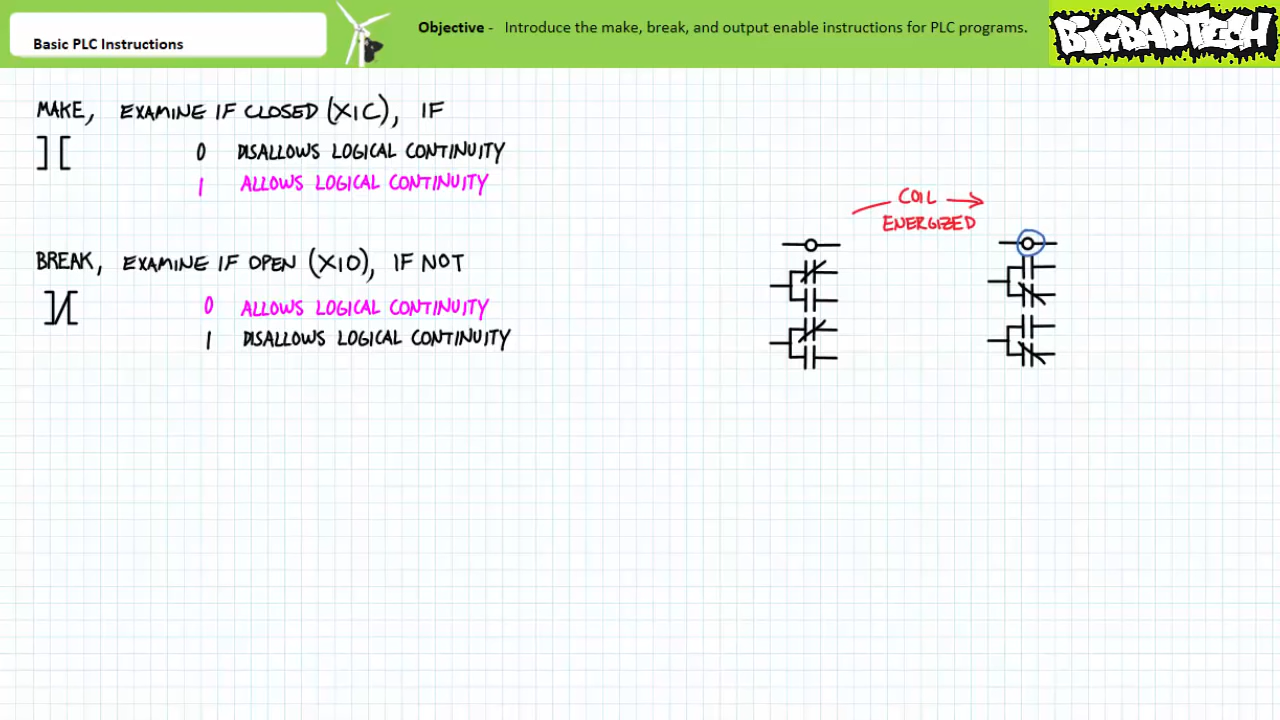 Basic PLC Instructions
Objective - Introduce the make, break, and output enable instructions for PLC programs.
BIGBADTECH
MAKE, EXAMINE IF CLOSED (XIC), IF
0 DISALLOWS LOGICAL CONTINUITY
1 ALLOWS LOGICAL CONTINUITY
BREAK, EXAMINE IF OPEN (XIO), IF NOT
0 ALLOWS LOGICAL CONTINUITY
1 DISALLOWS LOGICAL CONTINUITY
COIL
ENERGIZED